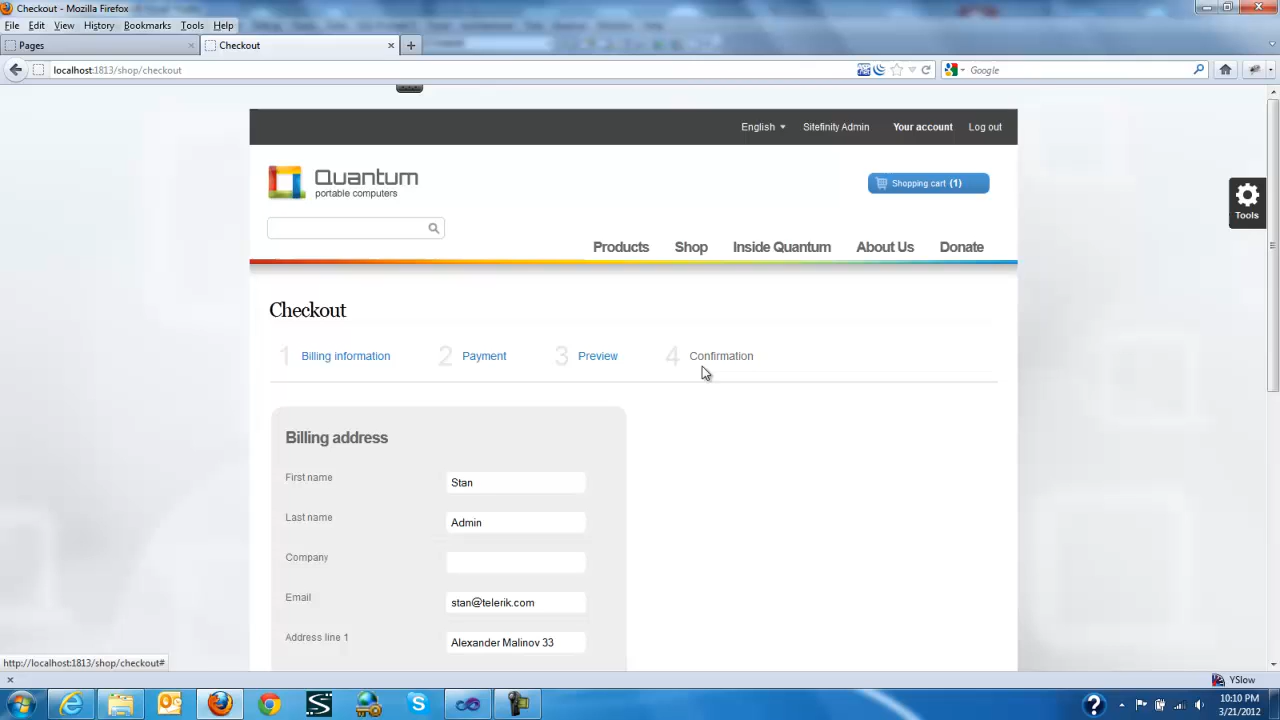 Checkout - Mozilla Firefox
File Edit View History Bookmarks Tools Help
Pages × Checkout × +
localhost:1813/shop/checkout Google
English Sitefinity Admin Your account Log out
Quantum
portable computers
Shopping cart (1)
Tools
Products Shop Inside Quantum About Us Donate
Checkout
1 Billing information 2 Payment 3 Preview 4 Confirmation
Billing address
First name Stan
Last name Admin
Company
Email stan@telerik.com
Address line 1 Alexander Malinov 33
http://localhost:1813/shop/checkout#
× YSlow
10:10 PM
3/21/2012